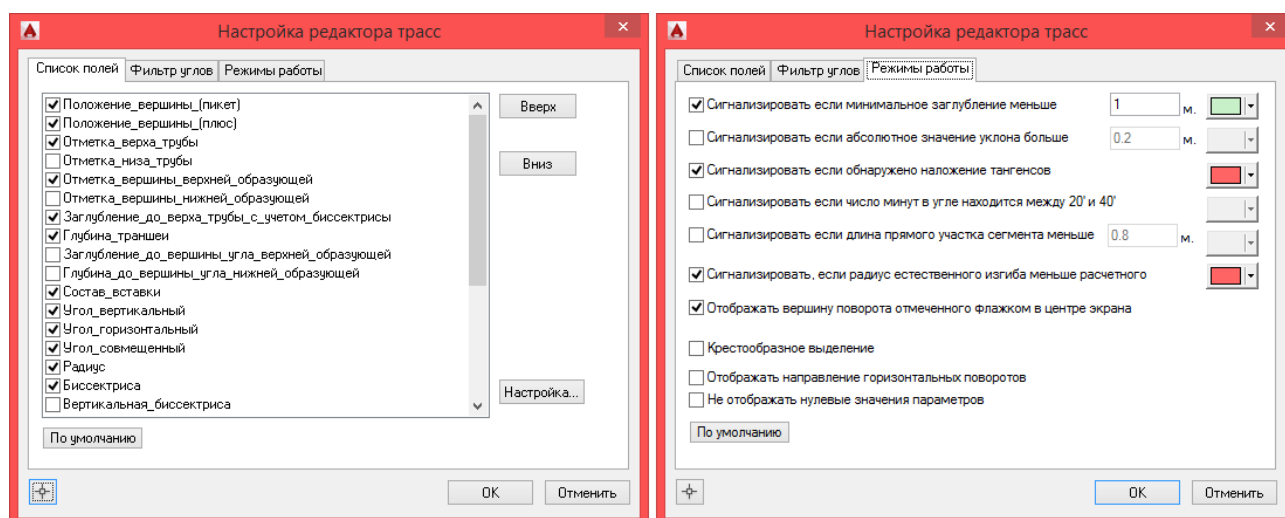 Настройка редактора трасс
Список полей Фильтр углов Режимы работы
Положение_вершины_(пикет)
Положение_вершины_(плюс)
Отметка_верха_трубы
Отметка_низа_трубы
Отметка_вершины_верхней_образующей
Отметка_вершины_нижней_образующей
Заглубление_до_верха_трубы_с_учетом_биссектрисы
Глубина_траншеи
Заглубление_до_вершины_угла_верхней_образующей
Глубина_до_вершины_угла_нижней_образующей
Состав_вставки
Угол_вертикальный
Угол_горизонтальный
Угол_совмещенный
Радиус
Биссектриса
Вертикальная_биссектриса
Вверх
Вниз
Настройка...
По умолчанию
OK Отменить
Настройка редактора трасс
Список полей Фильтр углов Режимы работы
Сигнализировать если минимальное заглубление меньше 1 м.
Сигнализировать если абсолютное значение уклона больше 0.2 м.
Сигнализировать если обнаружено наложение тангенсов
Сигнализировать если число минут в угле находится между 20' и 40'
Сигнализировать если длина прямого участка сегмента меньше 0.8 м.
Сигнализировать, если радиус естественного изгиба меньше расчетного
Отображать вершину поворота отмеченного флажком в центре экрана
Крестообразное выделение
Отображать направление горизонтальных поворотов
Не отображать нулевые значения параметров
По умолчанию
OK Отменить